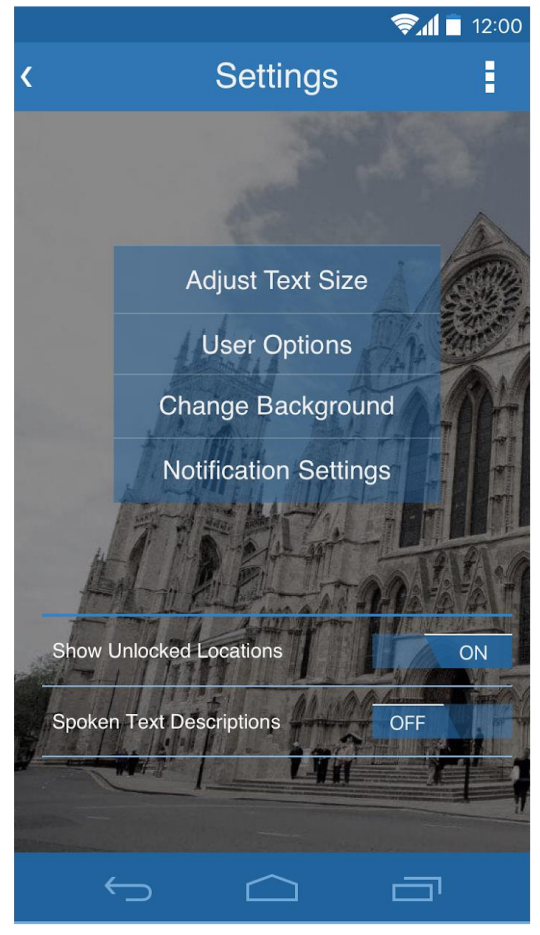 12:00
Settings
Adjust Text Size
User Options
Change Background
Notification Settings
Show Unlocked Locations ON
Spoken Text Descriptions OFF